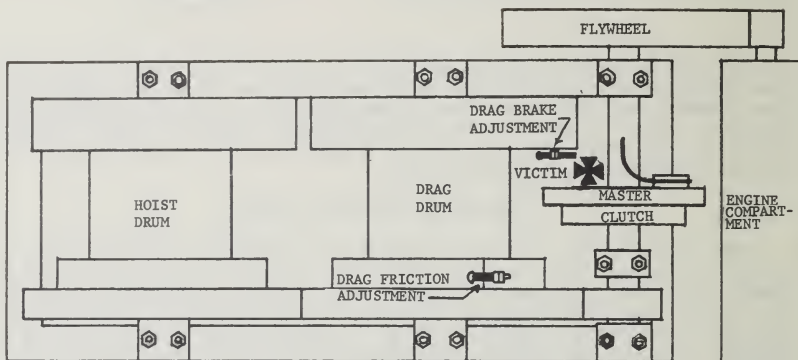 FLYWHEEL
DRAG BRAKE
ADJUSTMENT
VICTIM
HOIST
DRUM
DRAG
DRUM
MASTER
CLUTCH
ENGINE
COMPART-
MENT
DRAG FRICTION
ADJUSTMENT